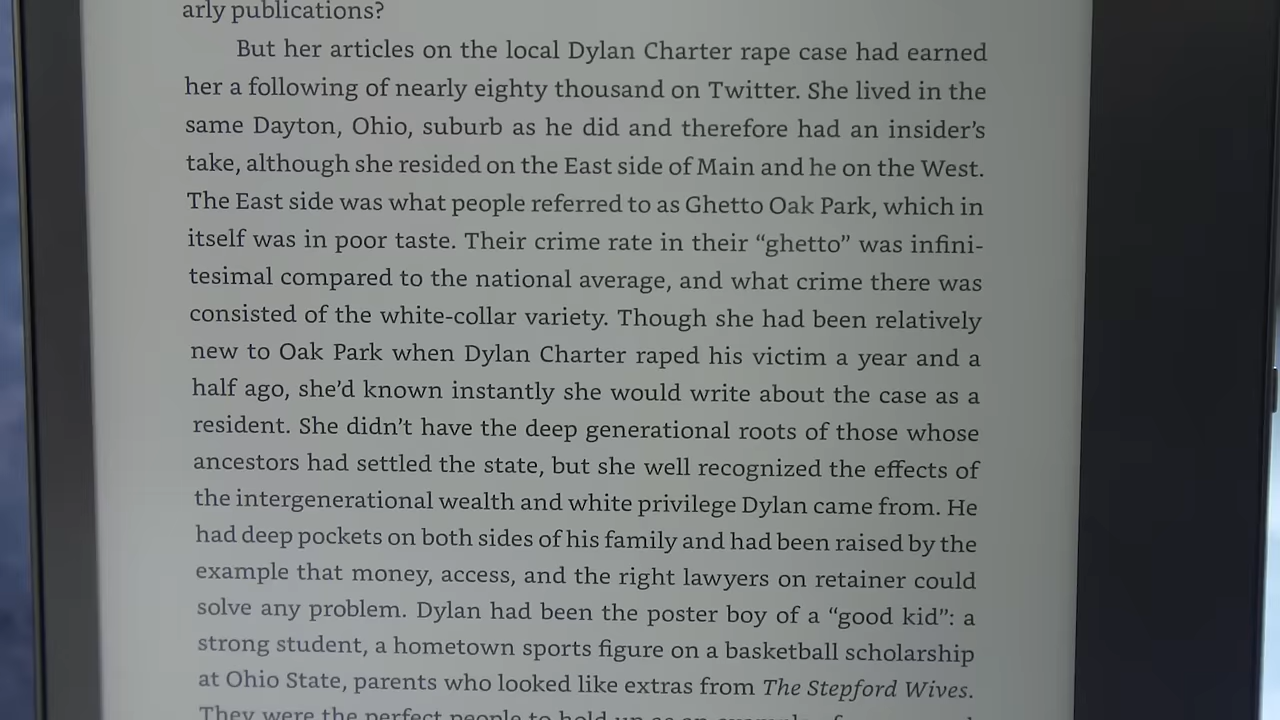 arly publications?
But her articles on the local Dylan Charter rape case had earned
her a following of nearly eighty thousand on Twitter. She lived in the
same Dayton, Ohio, suburb as he did and therefore had an insider’s
take, although she resided on the East side of Main and he on the West.
The East side was what people referred to as Ghetto Oak Park, which in
itself was in poor taste. Their crime rate in their “ghetto” was infini-
tesimal compared to the national average, and what crime there was
consisted of the white-collar variety. Though she had been relatively
new to Oak Park when Dylan Charter raped his victim a year and a
half ago, she’d known instantly she would write about the case as a
resident. She didn’t have the deep generational roots of those whose
ancestors had settled the state, but she well recognized the effects of
the intergenerational wealth and white privilege Dylan came from. He
had deep pockets on both sides of his family and had been raised by the
example that money, access, and the right lawyers on retainer could
solve any problem. Dylan had been the poster boy of a “good kid”: a
strong student, a hometown sports figure on a basketball scholarship
at Ohio State, parents who looked like extras from The Stepford Wives.
They were the perfect people to hold up as an example of